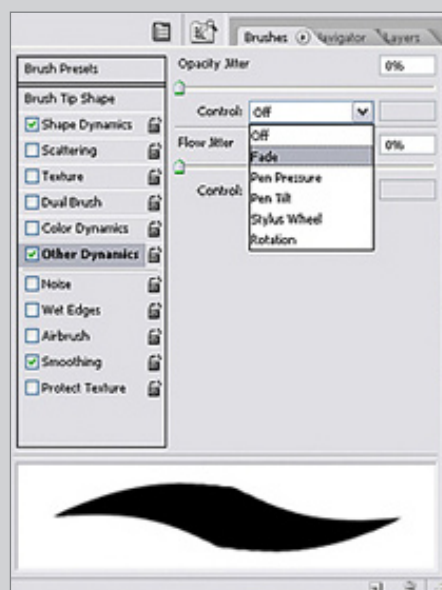 Brushes Navigator Layers
Brush Presets
Brush Tip Shape
Shape Dynamics
Scattering
Texture
Dual Brush
Color Dynamics
Other Dynamics
Noise
Wet Edges
Airbrush
Smoothing
Protect Texture
Opacity Jitter 0%
Control: Off
Flow Jitter 0%
Control:
Off
Fade
Pen Pressure
Pen Tilt
Stylus Wheel
Rotation